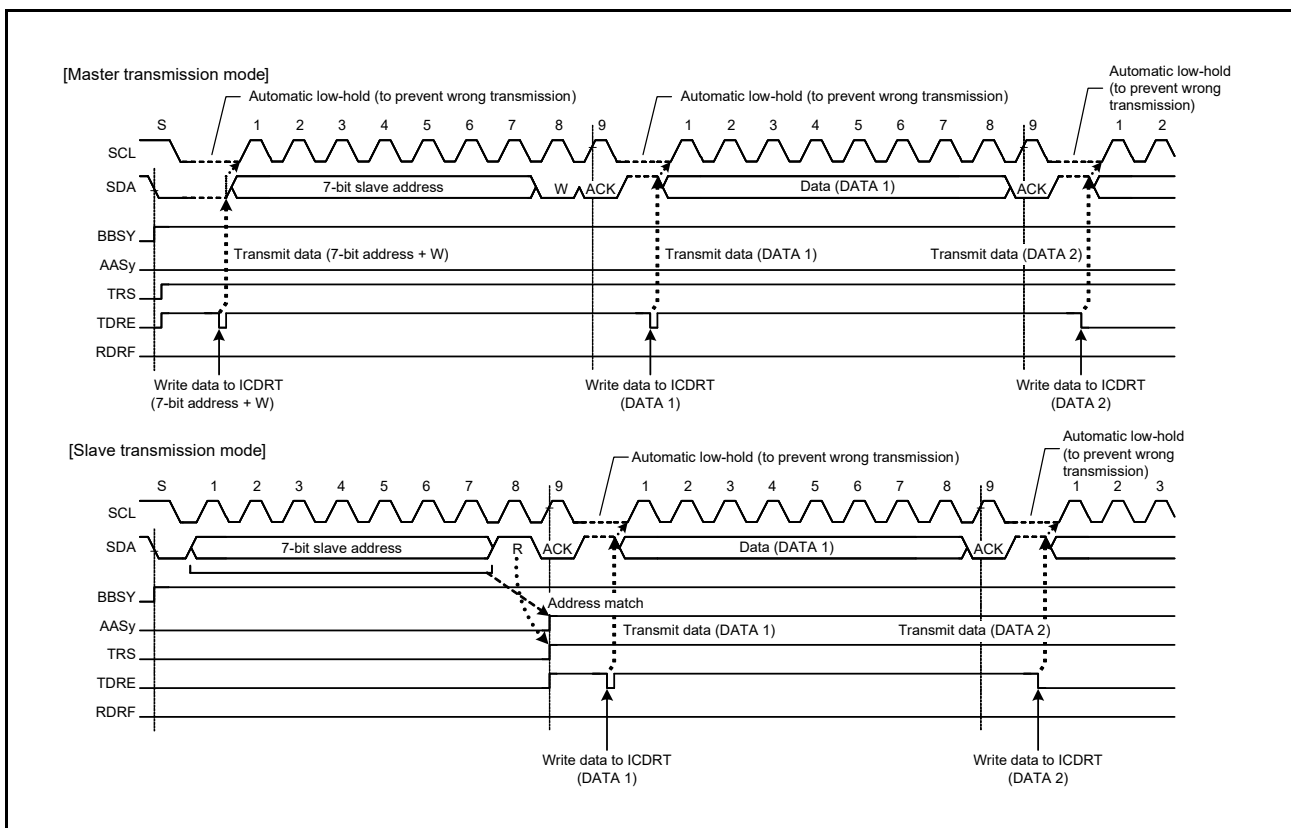 [Master transmission mode]
Automatic low-hold (to prevent wrong transmission)
Automatic low-hold (to prevent wrong transmission)
Automatic low-hold
(to prevent wrong
transmission)
S 1 2 3 4 5 6 7 8 9 1 2 3 4 5 6 7 8 9 1 2
SCL
SDA 7-bit slave address W ACK Data (DATA 1) ACK
BBSY
Transmit data (7-bit address + W) Transmit data (DATA 1) Transmit data (DATA 2)
AASy
TRS
TDRE
RDRF
Write data to ICDRT
(7-bit address + W)
Write data to ICDRT
(DATA 1)
Write data to ICDRT
(DATA 2)
[Slave transmission mode]
Automatic low-hold (to prevent wrong transmission)
Automatic low-hold
(to prevent wrong
transmission)
S 1 2 3 4 5 6 7 8 9 1 2 3 4 5 6 7 8 9 1 2 3
SCL
SDA 7-bit slave address R ACK Data (DATA 1) ACK
BBSY
Address match
AASy
Transmit data (DATA 1) Transmit data (DATA 2)
TRS
TDRE
RDRF
Write data to ICDRT
(DATA 1)
Write data to ICDRT
(DATA 2)